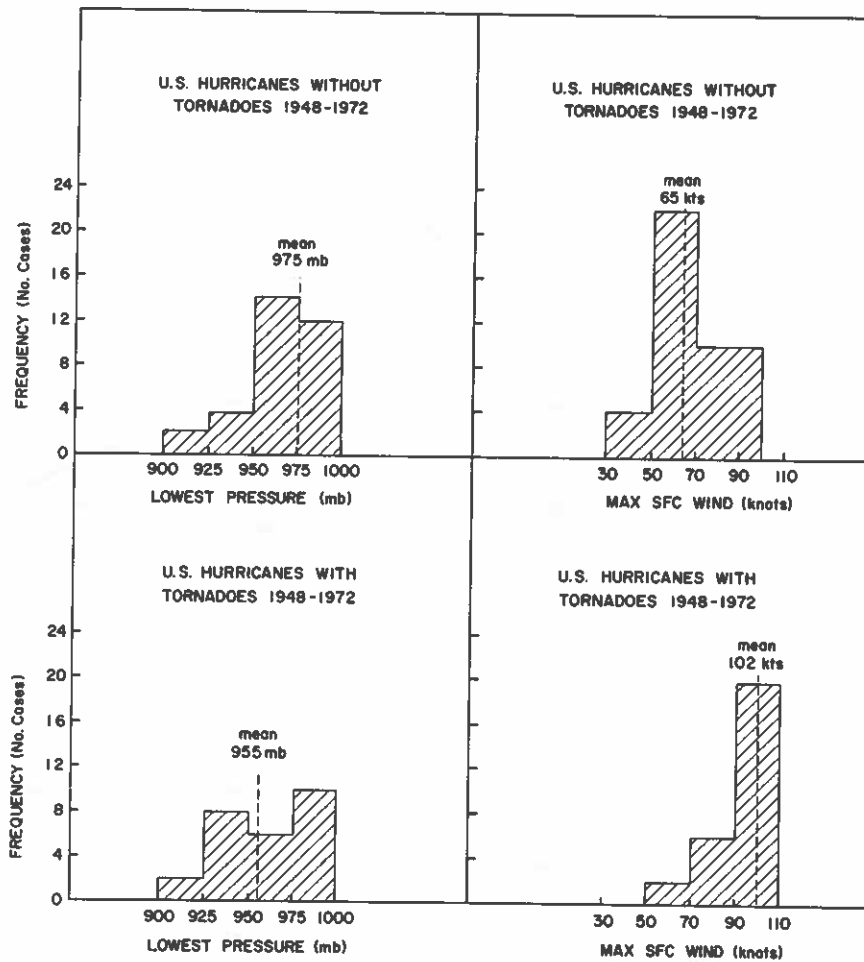 U.S. HURRICANES WITHOUT
TORNADOES 1948-1972
mean
975 mb
FREQUENCY (No. Cases)
24
20
16
12
8
4
0
900 925 950 975 1000
LOWEST PRESSURE (mb)
U.S. HURRICANES WITHOUT
TORNADOES 1948-1972
mean
65 kts
30 50 70 90 110
MAX SFC WIND (knots)
U.S. HURRICANES WITH
TORNADOES 1948-1972
mean
955 mb
FREQUENCY (No. Cases)
24
20
16
12
8
4
0
900 925 950 975 1000
LOWEST PRESSURE (mb)
U.S. HURRICANES WITH
TORNADOES 1948-1972
mean
102 kts
30 50 70 90 110
MAX SFC WIND (knots)